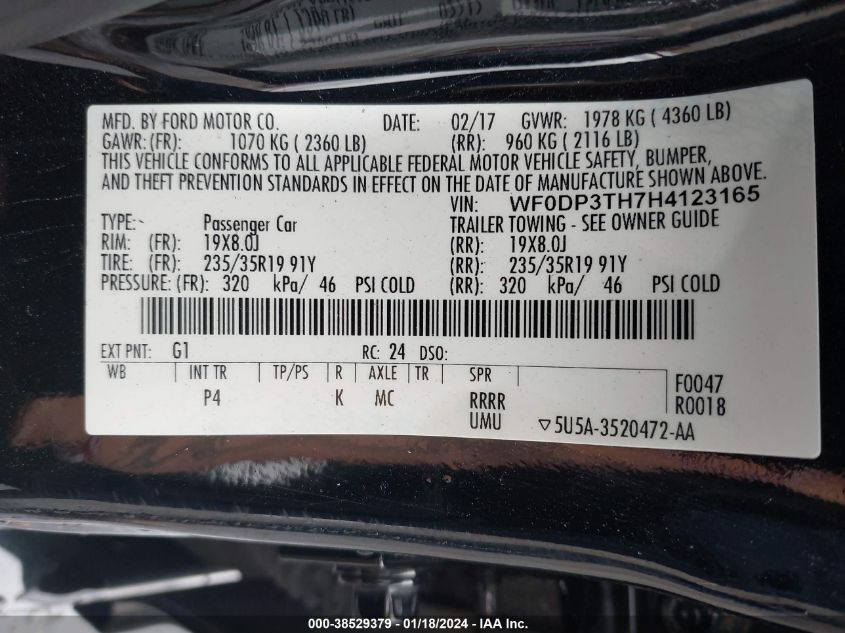 MFD. BY FORD MOTOR CO. DATE: 02/17 GVWR: 1978 KG ( 4360 LB)
GAWR: (FR): 1070 KG ( 2360 LB) (RR): 960 KG ( 2116 LB)
THIS VEHICLE CONFORMS TO ALL APPLICABLE FEDERAL MOTOR VEHICLE SAFETY, BUMPER,
AND THEFT PREVENTION STANDARDS IN EFFECT ON THE DATE OF MANUFACTURE SHOWN ABOVE.
VIN: WF0DP3TH7H4123165
TYPE: Passenger Car TRAILER TOWING - SEE OWNER GUIDE
RIM: (FR): 19X8.0J (RR): 19X8.0J
TIRE: (FR): 235/35R19 91Y (RR): 235/35R19 91Y
PRESSURE: (FR): 320 kPa/ 46 PSI COLD (RR): 320 kPa/ 46 PSI COLD
EXT PNT: G1 RC: 24 DSO:
WB INT TR TP/PS R AXLE TR SPR F0047
P4 K MC RRRR R0018
UMU ▽5U5A-3520472-AA
000-38529379 / 01/18/2024 - IAA Inc.